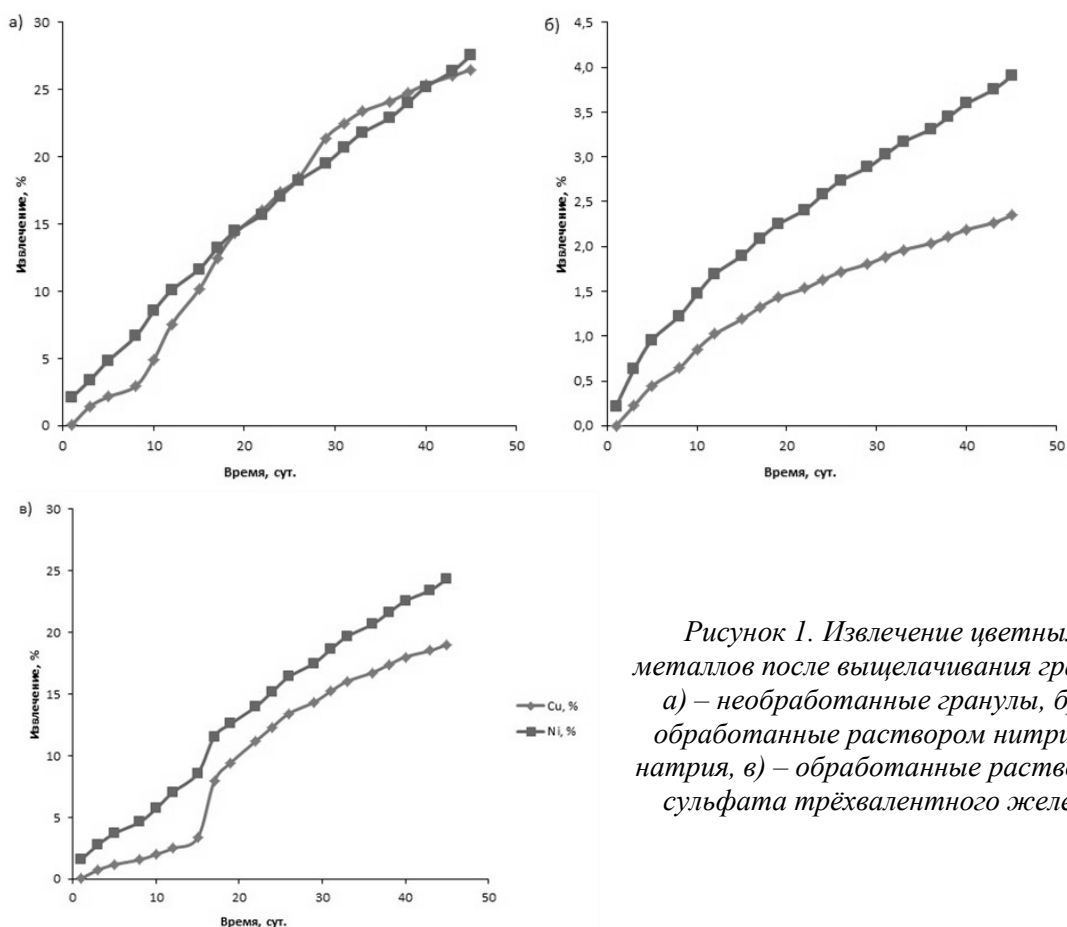 а)
30
25
20
15
10
5
0
Извлечение, %
0 10 20 30 40 50
Время, сут.
б)
4,5
4,0
3,5
3,0
2,5
2,0
1,5
1,0
0,5
0,0
Извлечение, %
0 10 20 30 40 50
Время, сут.
в)
30
25
20
15
10
5
0
Извлечение, %
0 10 20 30 40 50
Время, сут.
Cu, %
Ni, %
Рисунок 1. Извлечение цветны
металлов после выщелачивания гра
а) – необработанные гранулы, б
обработанные раствором нитри
натрия, в) – обработанные раство
сульфата трёхвалентного желе